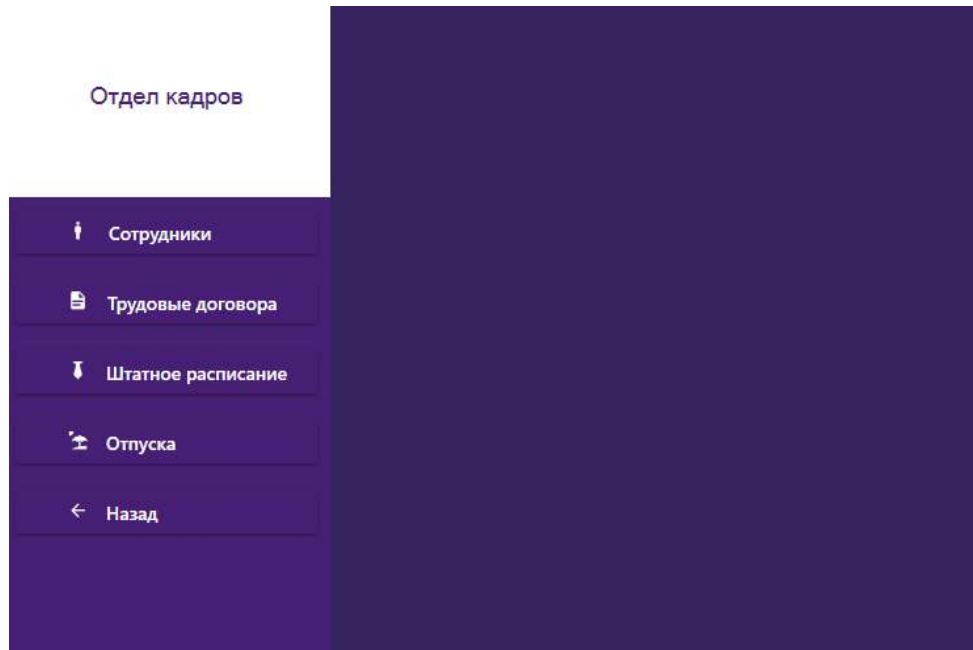 Отдел кадров
Сотрудники
Трудовые договора
Штатное расписание
Отпуска
Назад